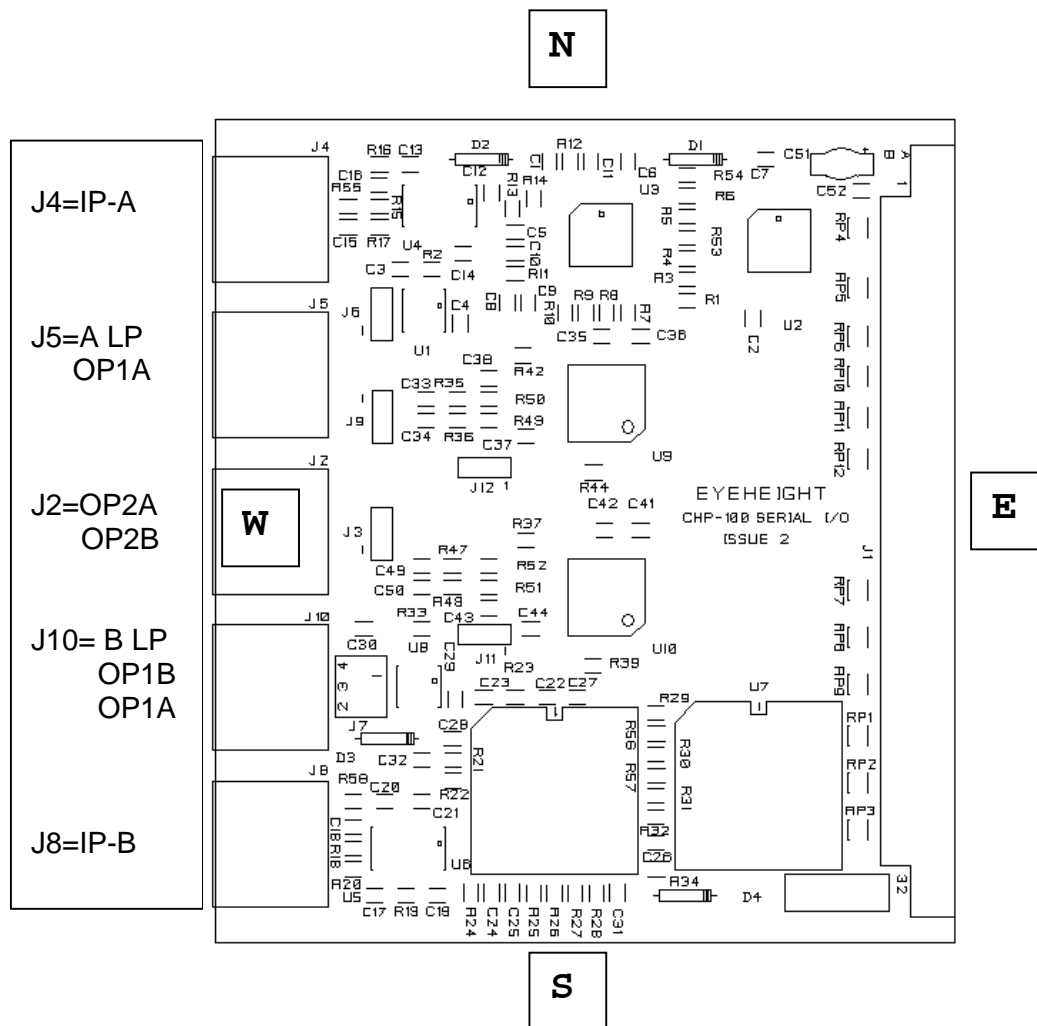 N
J4=IP-A
J5=A LP
OP1A
J2=OP2A
OP2B
J10= B LP
OP1B
OP1A
J8=IP-B
W
E
S
J4
R16 C13
D2
C1 R12 C11 C6
D1
C7 C51
B A
1
C52
C16
R55
C12
R13 R14
U3
R54
R6
R15
C15 R17
U4
C5
C10
R11
R5
R53
R4
R3
R1
RP4
C3 R2
C14
J5
J6
C4
C8 C9
R10 R9 R8 R7
C35 C36
C2
U2
RP5
RP6
U1
C38
R42
RP10
C33 R35
R50
J9
C34 R36
R49
RP11
C37
U9
RP12
J2
J12 1
R44
EYEHEIGHT
CHP-100 SERIAL I/O
ISSUE 2
C42 C41
J3
R37
J1
C49 R47
R52
C50 R48
R51
RP7
J10
R33
C43 C44
C30
U8
J11
R23
R39
U10
RP8
4
3
2
1
C29
C23 C22 C27
RP9
J7
R29
U7
RP1
D3
C32
C28
R21
R56
R57
R30
R31
RP2
J8
R58 C20
R22
C21
RP3
C18
R18
R32
U6
C26
R20
U5
C17 R19 C19
R24 C24 C25 R25 R26 R27 R28 C31
R34
D4
32